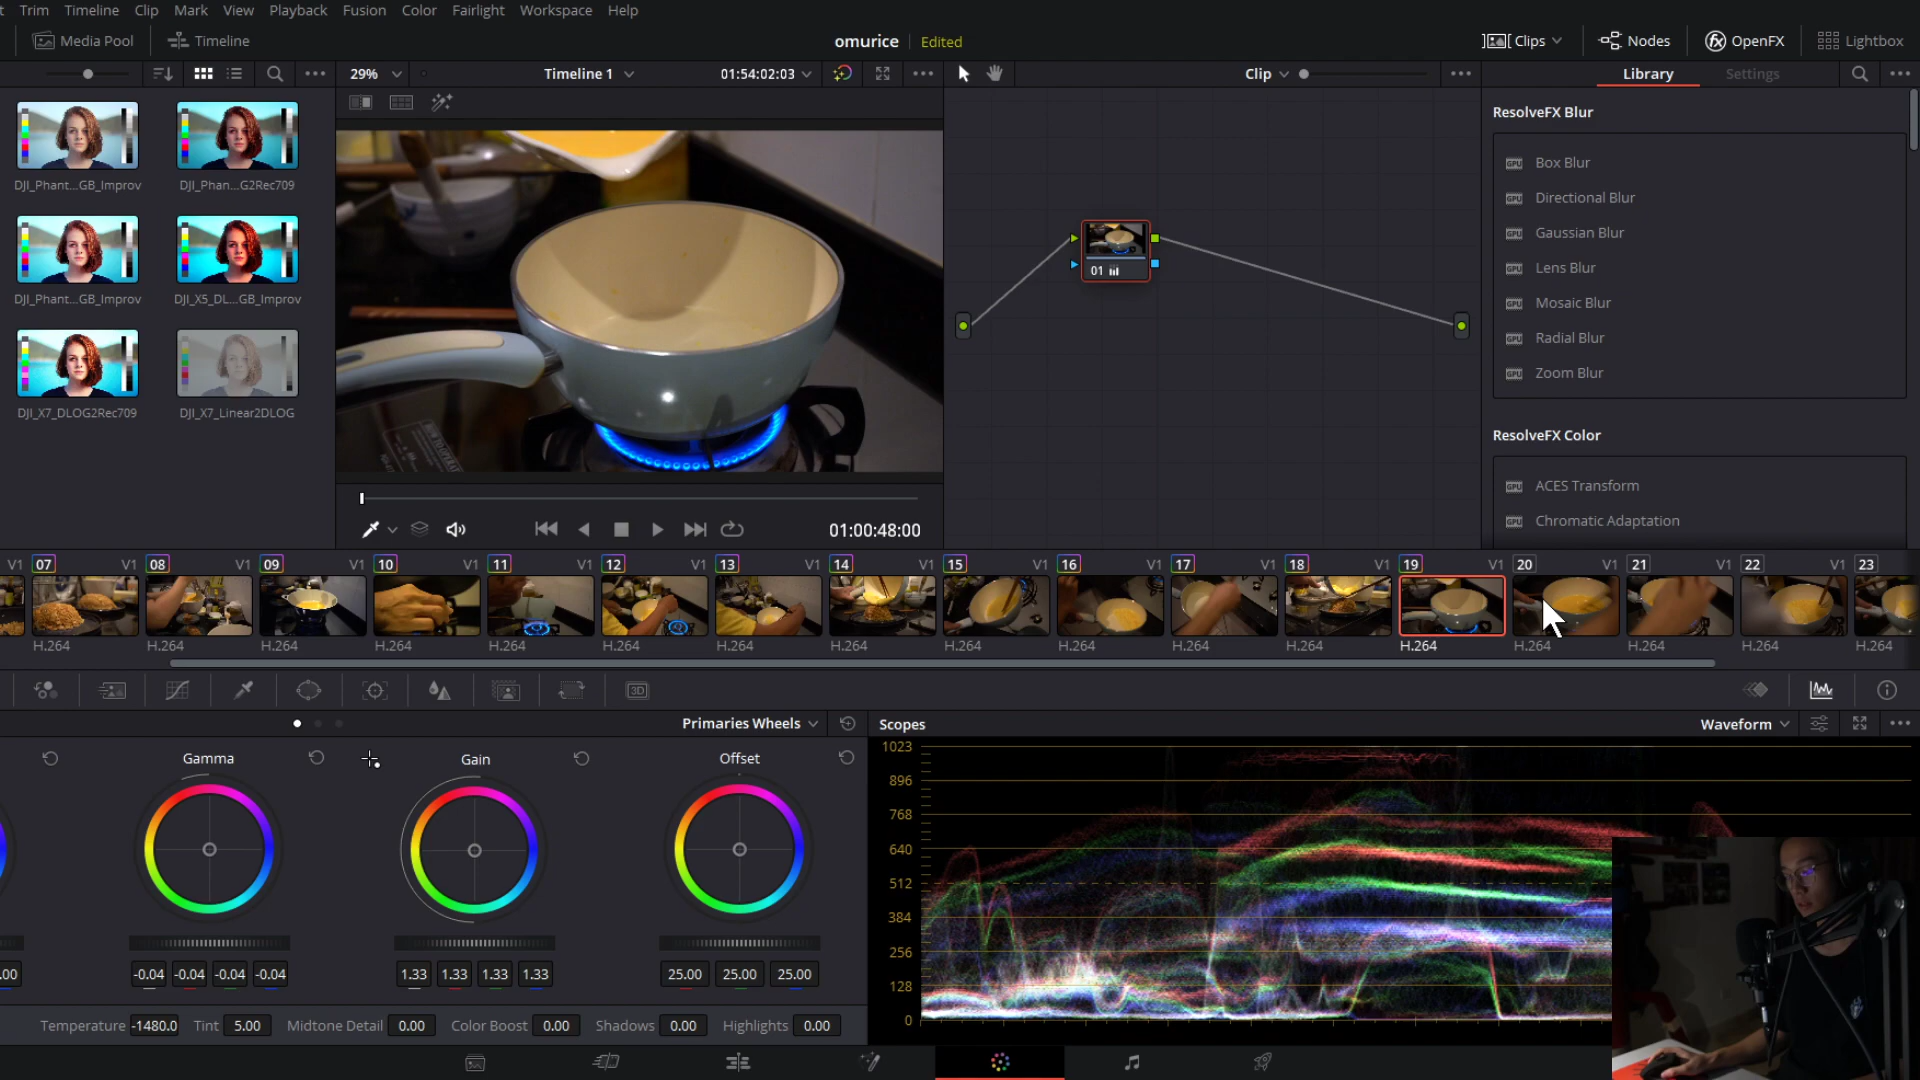 t Trim Timeline Clip Mark View Playback Fusion Color Fairlight Workspace Help
Media Pool Timeline omurice Edited Clips Nodes OpenFX Lightbox
29% Timeline 1 01:54:02:03 Clip Library Settings
ResolveFX Blur
Box Blur
Directional Blur
Gaussian Blur
Lens Blur
Mosaic Blur
Radial Blur
Zoom Blur
ResolveFX Color
ACES Transform
Chromatic Adaptation
DJI_Phant...GB_Improv DJI_Phan...G2Rec709
DJI_Phant...GB_Improv DJI_X5_DL...GB_Improv
DJI_X7_DLOG2Rec709 DJI_X7_Linear2DLOG
01
01:00:48:00
V1 07 V1 08 V1 09 V1 10 V1 11 V1 12 V1 13 V1 14 V1 15 V1 16 V1 17 V1 18 V1 19 V1 20 V1 21 V1 22 V1 23
H.264 H.264 H.264 H.264 H.264 H.264 H.264 H.264 H.264 H.264 H.264 H.264 H.264 H.264 H.264 H.264 H.264
3D
Primaries Wheels Scopes Waveform
Gamma Gain Offset
.00 -0.04 -0.04 -0.04 -0.04 1.33 1.33 1.33 1.33 25.00 25.00 25.00
Temperature -1480.0 Tint 5.00 Midtone Detail 0.00 Color Boost 0.00 Shadows 0.00 Highlights 0.00
1023
896
768
640
512
384
256
128
0